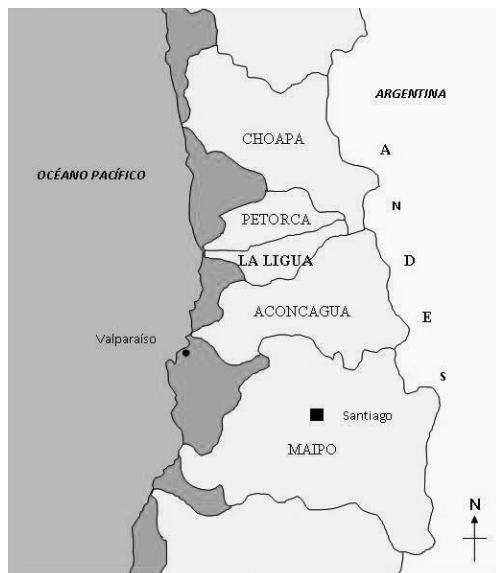 ARGENTINA
CHOAPA
A
OCÉANO PACÍFICO
N
PETORCA
LA LIGUA
D
ACONCAGUA
E
Valparaíso
S
Santiago
MAIPO
N